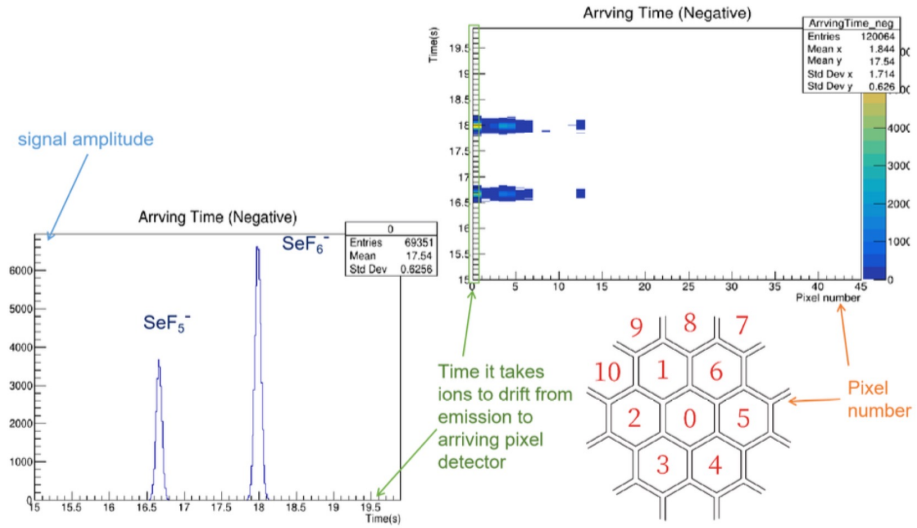 Arrving Time (Negative)
ArrvingTime_neg
Entries 120064
Mean x 1.844
Mean y 17.54
Std Dev x 1.714
Std Dev y 0.626
Time(s)
19.5
19
18.5
18
17.5
17
16.5
16
15.5
15
0 5 10 15 20 25 30 35 40 45
Pixel number
4000
3000
2000
1000
0
signal amplitude
Arrving Time (Negative)
0
Entries 69351
Mean 17.54
Std Dev 0.6256
SeF6-
SeF5-
6000
5000
4000
3000
2000
1000
0
15 15.5 16 16.5 17 17.5 18 18.5 19 19.5
Time(s)
Time it takes
ions to drift from
emission to
arriving pixel
detector
9 8 7
10 1 6
2 0 5
3 4
Pixel
number